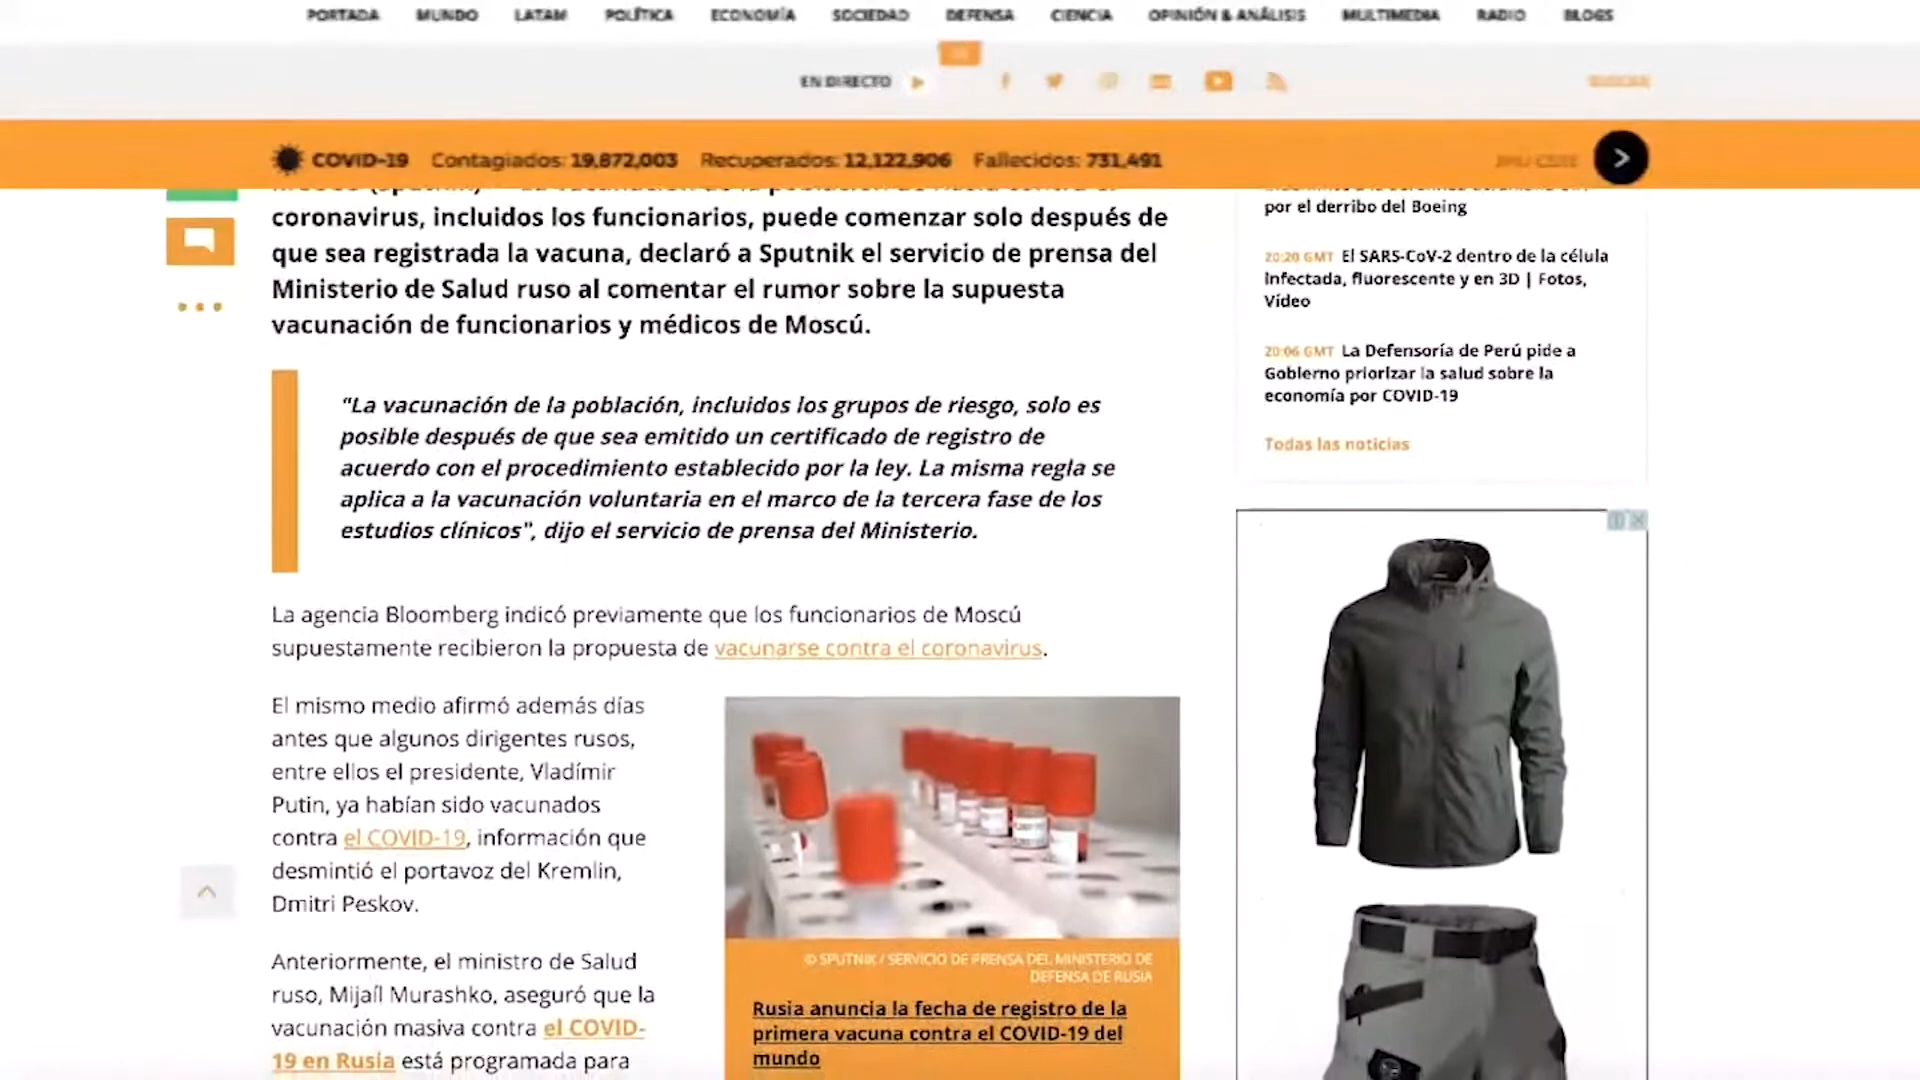 PORTADA MUNDO LATAM POLÍTICA ECONOMÍA SOCIEDAD DEFENSA CIENCIA OPINIÓN & ANÁLISIS MULTIMEDIA RADIO BLOGS
EN DIRECTO
BUSCAR
COVID-19 Contagiados: 19,872,003 Recuperados: 12,122,906 Fallecidos: 731,491
coronavirus, incluidos los funcionarios, puede comenzar solo después de
que sea registrada la vacuna, declaró a Sputnik el servicio de prensa del
Ministerio de Salud ruso al comentar el rumor sobre la supuesta
vacunación de funcionarios y médicos de Moscú.
"La vacunación de la población, incluidos los grupos de riesgo, solo es
posible después de que sea emitido un certificado de registro de
acuerdo con el procedimiento establecido por la ley. La misma regla se
aplica a la vacunación voluntaria en el marco de la tercera fase de los
estudios clínicos", dijo el servicio de prensa del Ministerio.
La agencia Bloomberg indicó previamente que los funcionarios de Moscú
supuestamente recibieron la propuesta de vacunarse contra el coronavirus.
El mismo medio afirmó además días
antes que algunos dirigentes rusos,
entre ellos el presidente, Vladímir
Putin, ya habían sido vacunados
contra el COVID-19, información que
desmintió el portavoz del Kremlin,
Dmitri Peskov.
Anteriormente, el ministro de Salud
ruso, Mijaíl Murashko, aseguró que la
vacunación masiva contra el COVID-
19 en Rusia está programada para
© SPUTNIK / SERVICIO DE PRENSA DEL MINISTERIO DE
DEFENSA DE RUSIA
Rusia anuncia la fecha de registro de la
primera vacuna contra el COVID-19 del
mundo
por el derribo del Boeing
20:20 GMT El SARS-CoV-2 dentro de la célula
infectada, fluorescente y en 3D | Fotos,
Vídeo
20:06 GMT La Defensoría de Perú pide a
Gobierno priorizar la salud sobre la
economía por COVID-19
Todas las noticias